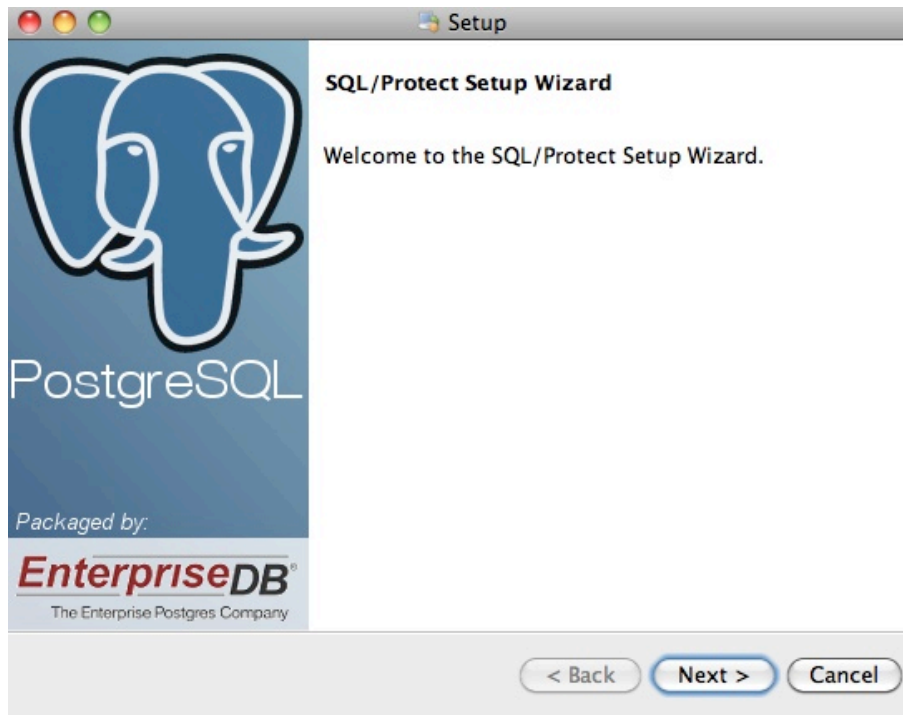 Setup
SQL/Protect Setup Wizard
Welcome to the SQL/Protect Setup Wizard.
PostgreSQL
Packaged by:
EnterpriseDB®
The Enterprise Postgres Company
< Back
Next >
Cancel